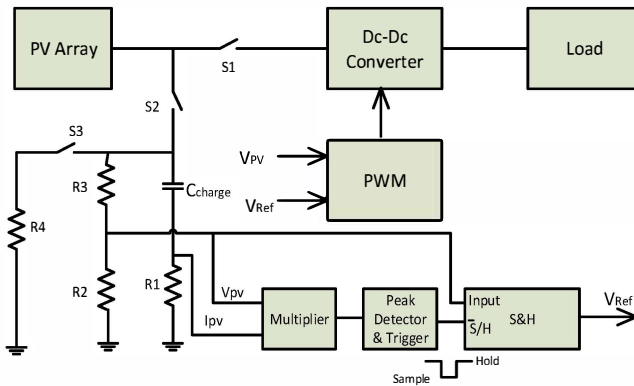 PV Array
S1
Dc-Dc
Converter
Load
S2
S3
VPV
VRef
PWM
R3
Ccharge
R4
R2
R1
Vpv
Ipv
Multiplier
Peak
Detector
& Trigger
Input
S/H
S&H
VRef
Hold
Sample